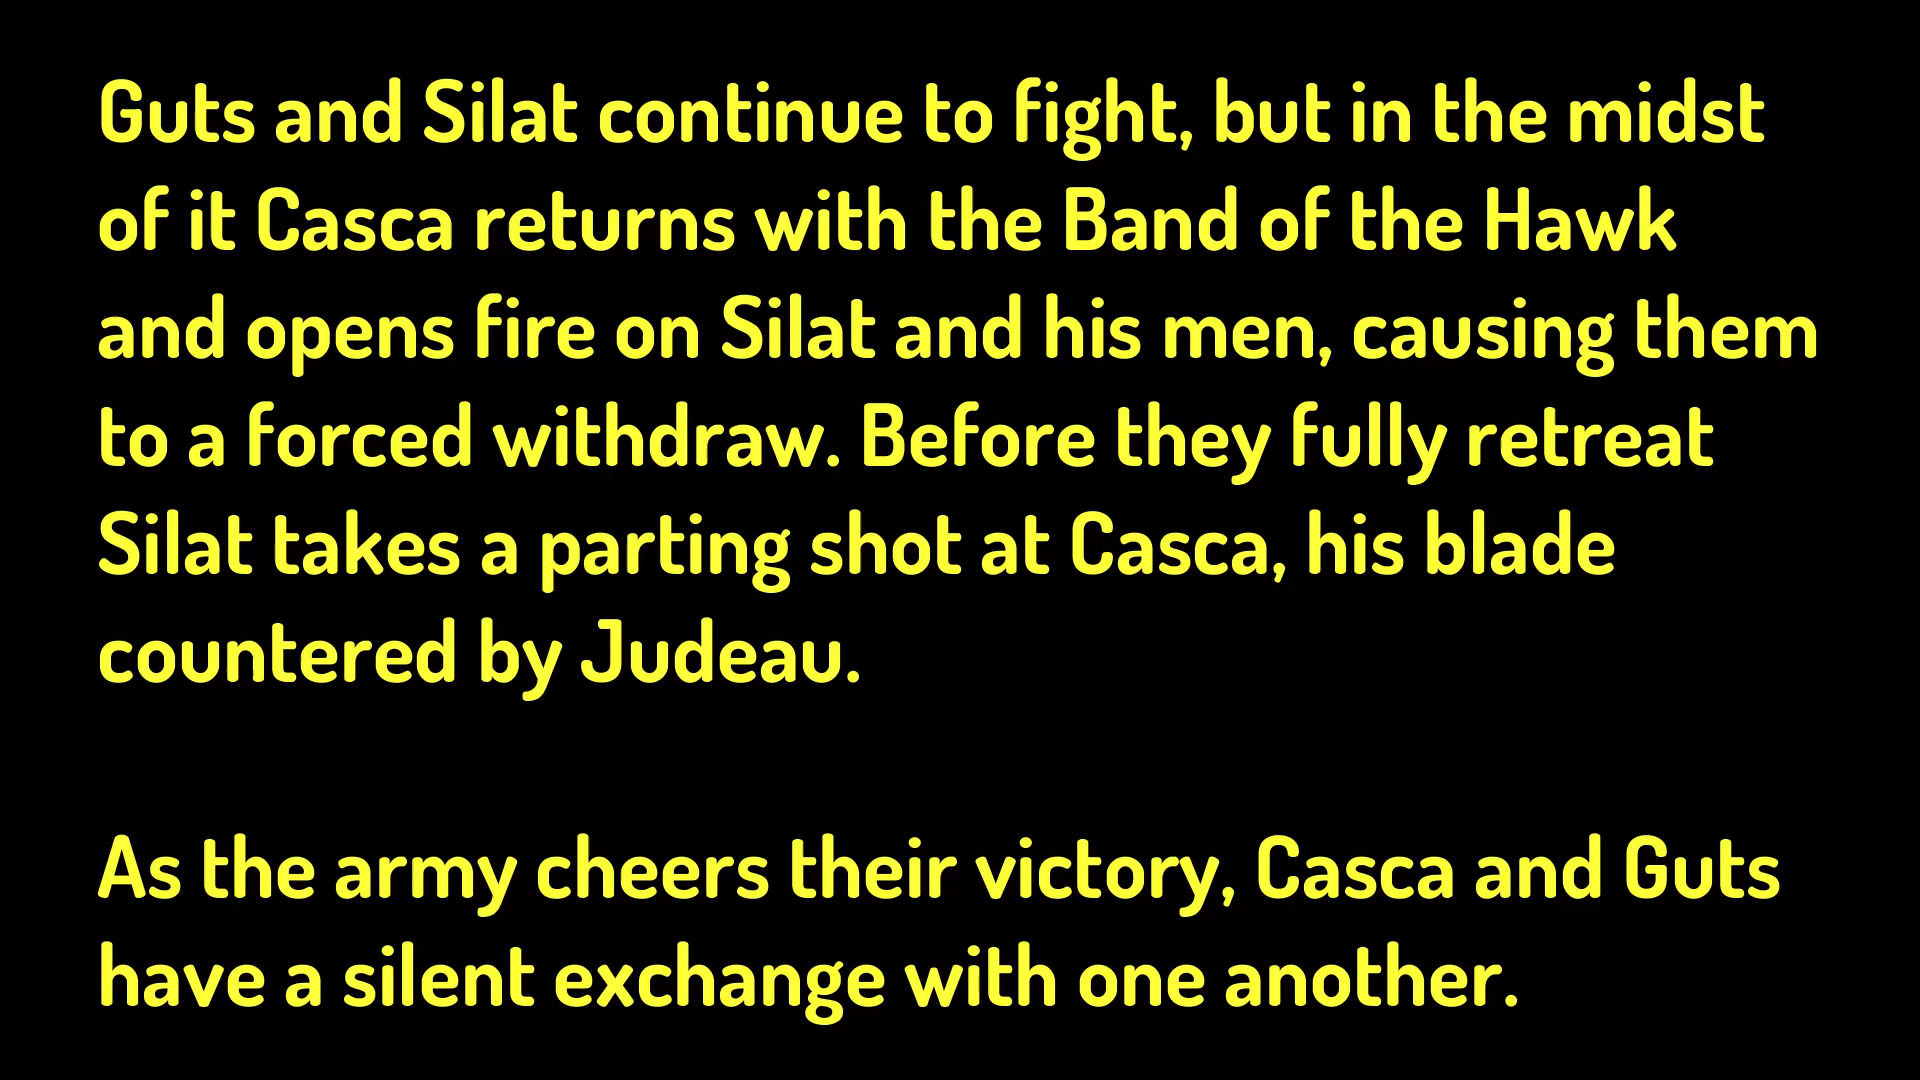 Guts and Silat continue to fight, but in the midst
of it Casca returns with the Band of the Hawk
and opens fire on Silat and his men, causing them
to a forced withdraw. Before they fully retreat
Silat takes a parting shot at Casca, his blade
countered by Judeau.
As the army cheers their victory, Casca and Guts
have a silent exchange with one another.